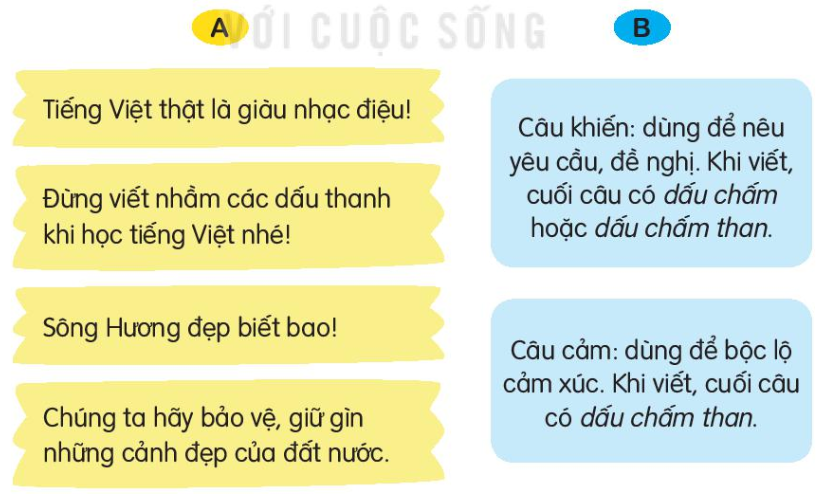 VỚI CUỘC SỐNG
A
B
Tiếng Việt thật là giàu nhạc điệu!
Đừng viết nhầm các dấu thanh
khi học tiếng Việt nhé!
Sông Hương đẹp biết bao!
Chúng ta hãy bảo vệ, giữ gìn
những cảnh đẹp của đất nước.
Câu khiến: dùng để nêu
yêu cầu, đề nghị. Khi viết,
cuối câu có dấu chấm
hoặc dấu chấm than.
Câu cảm: dùng để bộc lộ
cảm xúc. Khi viết, cuối câu
có dấu chấm than.